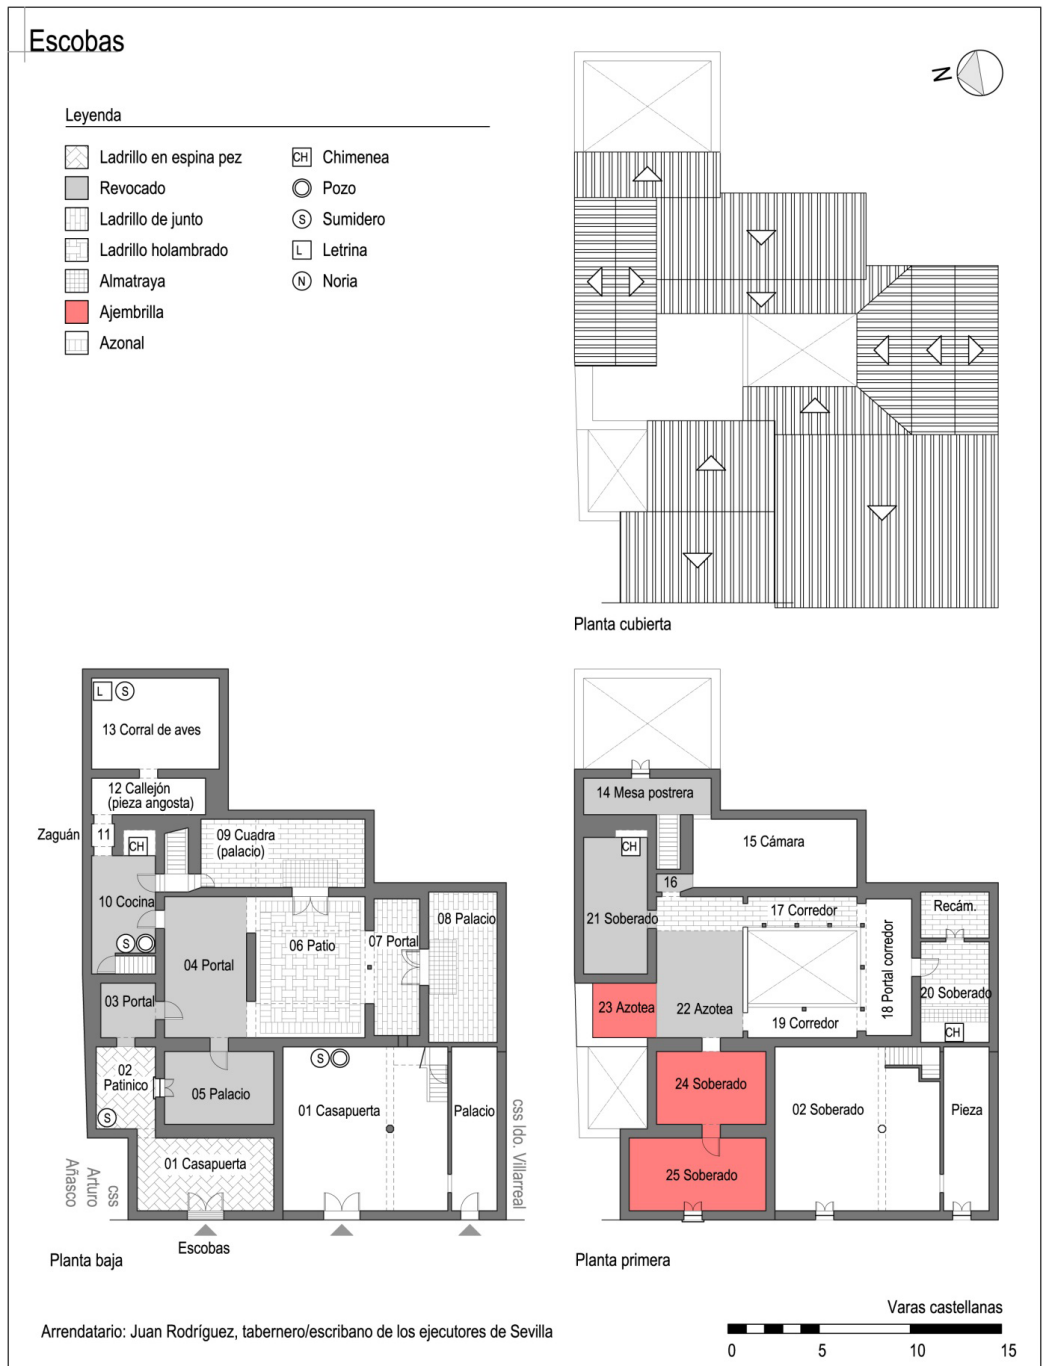 Escobas
N
Leyenda
Ladrillo en espina pez
Revocado
Ladrillo de junto
Ladrillo holambrado
Almatraya
Ajembrilla
Azonal
CH Chimenea
Pozo
S Sumidero
L Letrina
N Noria
Planta cubierta
L S
13 Corral de aves
12 Callejón
(pieza angosta)
Zaguán 11
CH
09 Cuadra
(palacio)
10 Cocina
S
04 Portal
06 Patio
07 Portal
08 Palacio
03 Portal
02
Patinico
S
05 Palacio
S
01 Casapuerta
Palacio
01 Casapuerta
css
Arturo
Añasco
css Ido. Villarreal
Escobas
Planta baja
14 Mesa postrera
CH
15 Cámara
16
21 Soberado
17 Corredor
Recám.
18 Portal corredor
20 Soberado
CH
23 Azotea
22 Azotea
19 Corredor
24 Soberado
02 Soberado
Pieza
25 Soberado
Planta primera
Arrendatario: Juan Rodríguez, tabernero/escribano de los ejecutores de Sevilla
Varas castellanas
0 5 10 15